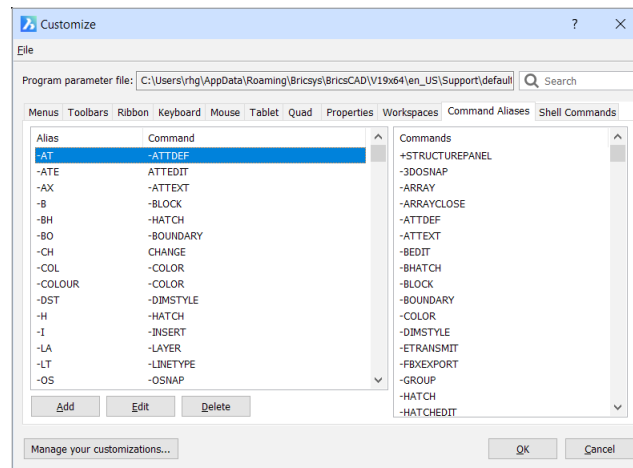 Customize
File
Program parameter file: C:\Users\rhg\AppData\Roaming\Bricsys\BricsCAD\V19x64\en_US\Support\default Search
Menus Toolbars Ribbon Keyboard Mouse Tablet Quad Properties Workspaces Command Aliases Shell Commands
Alias Command
-AT -ATTDEF
-ATE ATTEDIT
-AX -ATTEXT
-B -BLOCK
-BH -HATCH
-BO -BOUNDARY
-CH CHANGE
-COL -COLOR
-COLOUR -COLOR
-DST -DIMSTYLE
-H -HATCH
-I -INSERT
-LA -LAYER
-LT -LINETYPE
-OS -OSNAP
Add Edit Delete
Commands
+STRUCTUREPANEL
-3DOSNAP
-ARRAY
-ARRAYCLOSE
-ATTDEF
-ATTEXT
-BEDIT
-BHATCH
-BLOCK
-BOUNDARY
-COLOR
-DIMSTYLE
-ETRANSMIT
-FBXEXPORT
-GROUP
-HATCH
-HATCHEDIT
Manage your customizations... OK Cancel